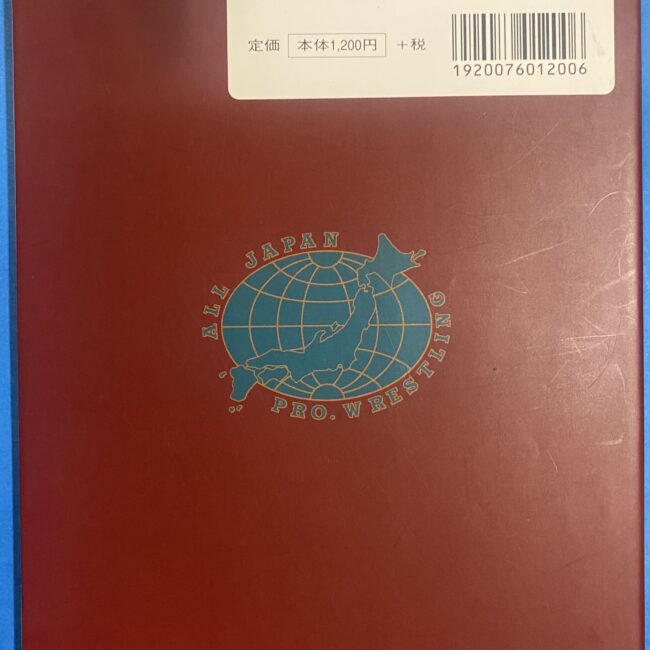 定価 本体1,200円 +税
1920076012006
ALL JAPAN
PRO. WRESTLING